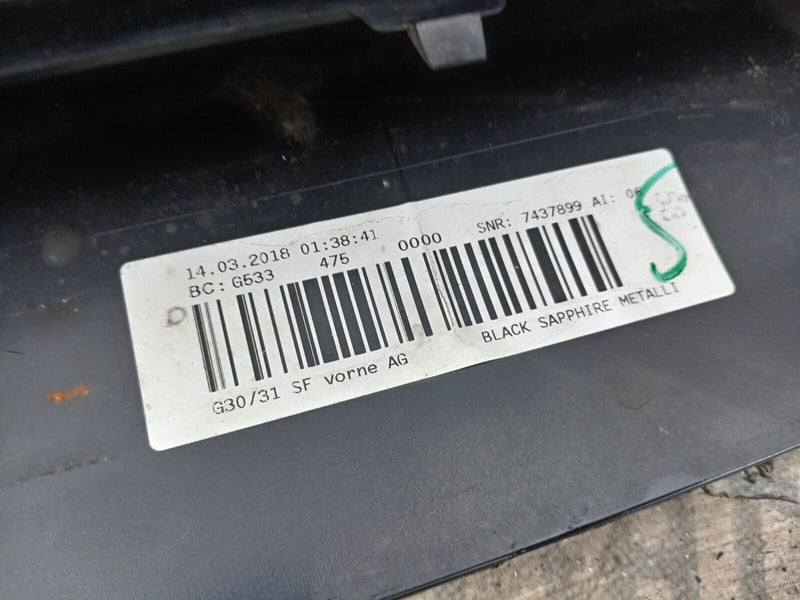 14.03.2018 01:38:41
SNR: 7437899 AI: 06
BC: G533 475 0000
G30/31 SF vorne AG
BLACK SAPPHIRE METALLI